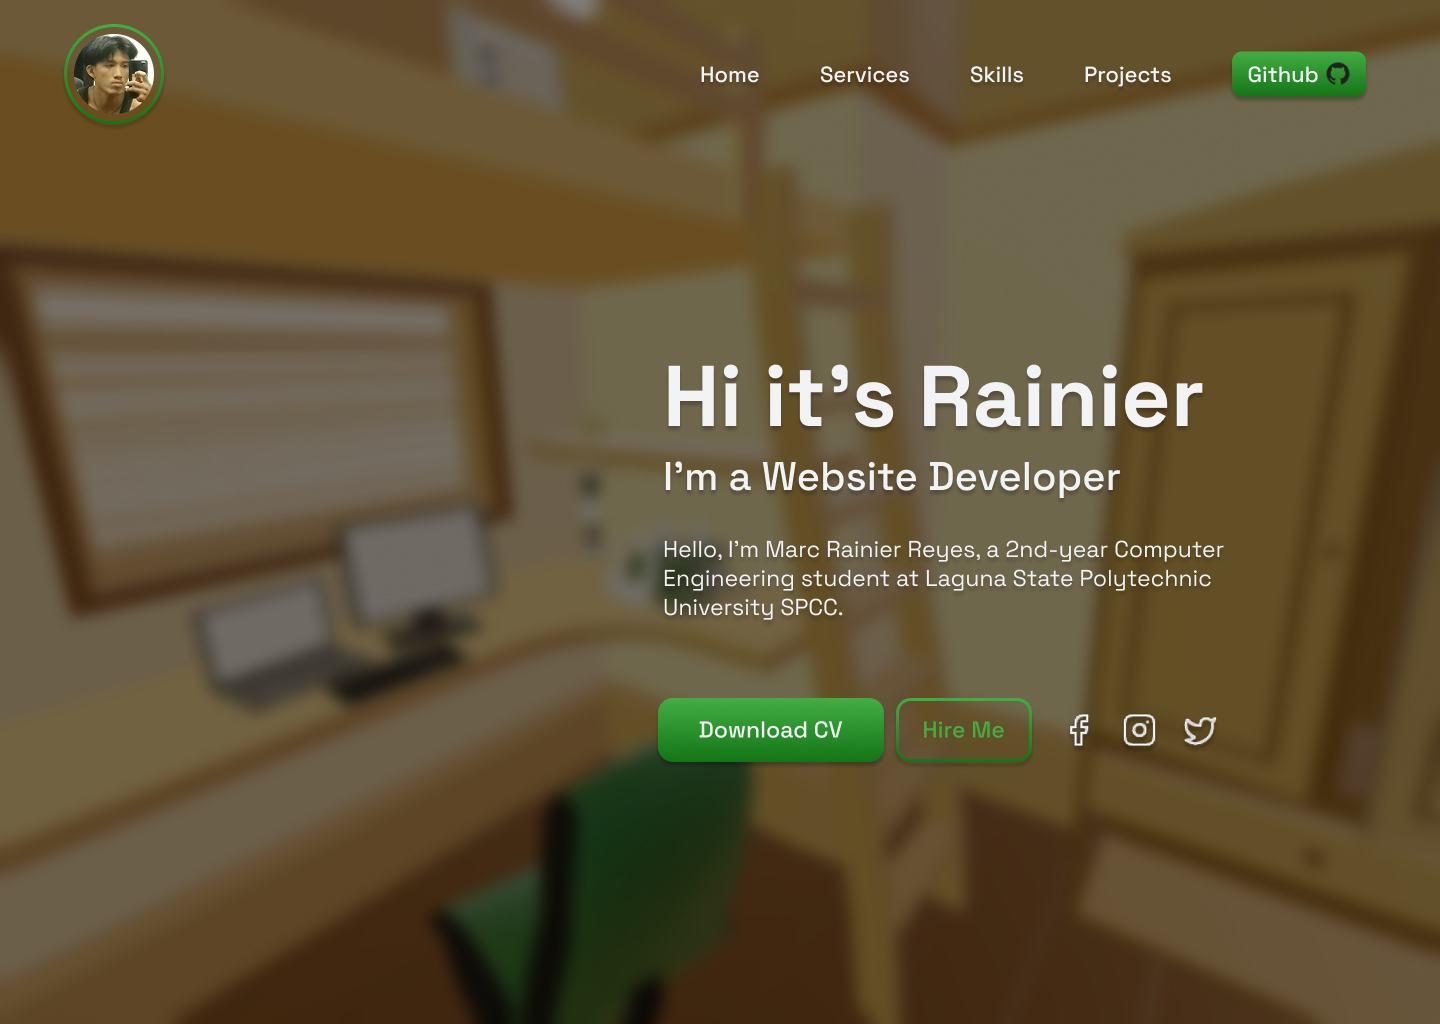 Home
Services
Skills
Projects
Github
Hi it's Rainier
I'm a Website Developer
Hello, I'm Marc Rainier Reyes, a 2nd-year Computer
Engineering student at Laguna State Polytechnic
University SPCC.
Download CV
Hire Me